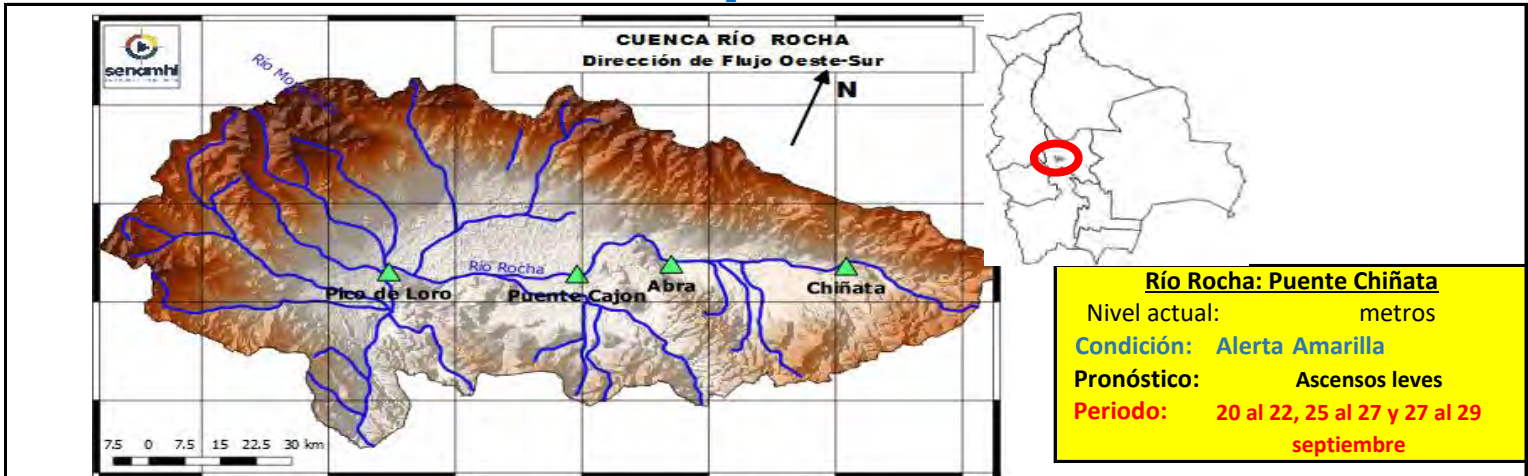 senamhi
CUENCA RÍO ROCHA
Dirección de Flujo Oeste-Sur
N
Río Rocha
Pico de Loro
Puente Cajon
Abra
Chiñata
7.5 0 7.5 15 22.5 30 km
Río Rocha: Puente Chiñata
Nivel actual: metros
Condición: Alerta Amarilla
Pronóstico: Ascensos leves
Periodo: 20 al 22, 25 al 27 y 27 al 29
septiembre